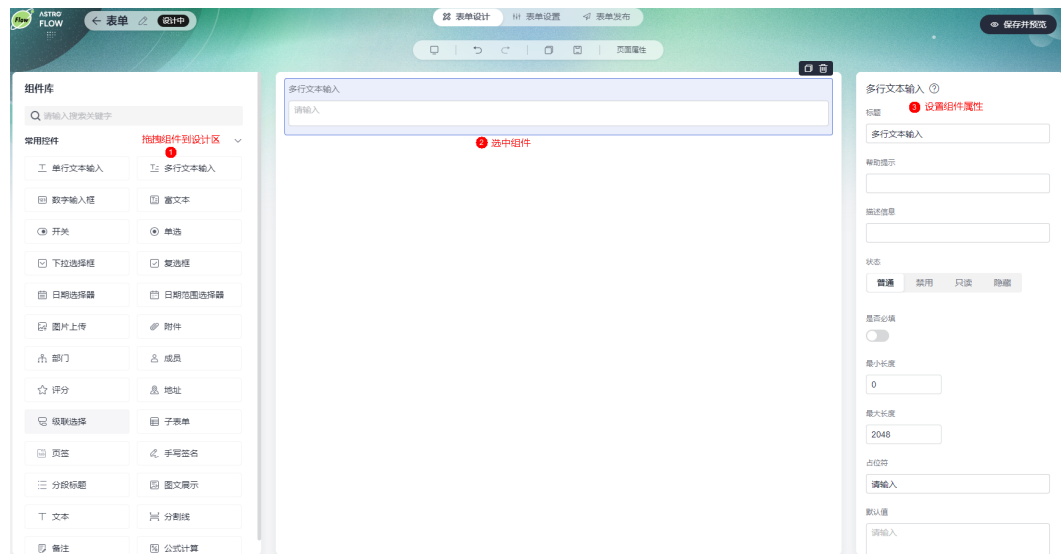 Flow ASTRO FLOW
表单 设计中
表单设计 表单设置 表单发布
保存并预览
页面属性
组件库
请输入搜索关键字
常用控件
拖拽组件到设计区
1
单行文本输入 多行文本输入
数字输入框 富文本
开关 单选
下拉选择框 复选框
日期选择器 日期范围选择器
图片上传 附件
部门 成员
评分 地址
级联选择 子表单
页签 手写签名
分段标题 图文展示
文本 分割线
备注 公式计算
多行文本输入
请输入
2 选中组件
多行文本输入
3 设置组件属性
标题
多行文本输入
帮助提示
描述信息
状态
普通 禁用 只读 隐藏
是否必填
最小长度
0
最大长度
2048
占位符
请输入
默认值
请输入